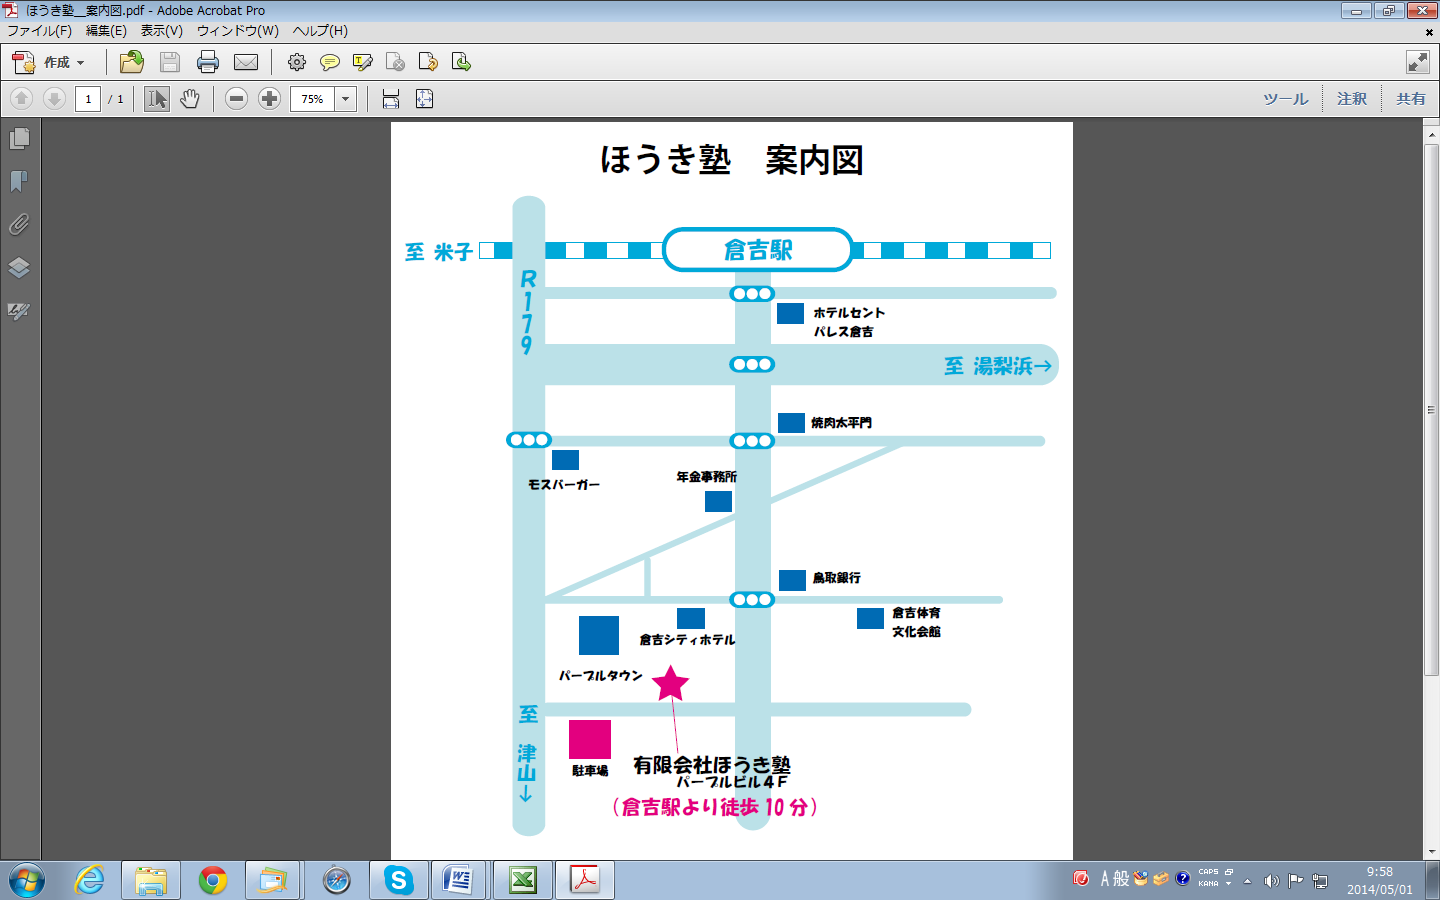 ほうき塾__案内図.pdf - Adobe Acrobat Pro
ファイル(F) 編集(E) 表示(V) ウィンドウ(W) ヘルプ(H)
作成
1 / 1 75% ツール 注釈 共有
ほうき塾 案内図
至 米子
倉吉駅
R179
ホテルセント
パレス倉吉
至 湯梨浜→
焼肉太平門
モスバーガー
年金事務所
鳥取銀行
倉吉体育
文化会館
倉吉シティホテル
パープルタウン
至 津山↓
駐車場
有限会社ほうき塾
パープルビル4F
（倉吉駅より徒歩10分）
A 般
CAPS
KANA
9:58
2014/05/01